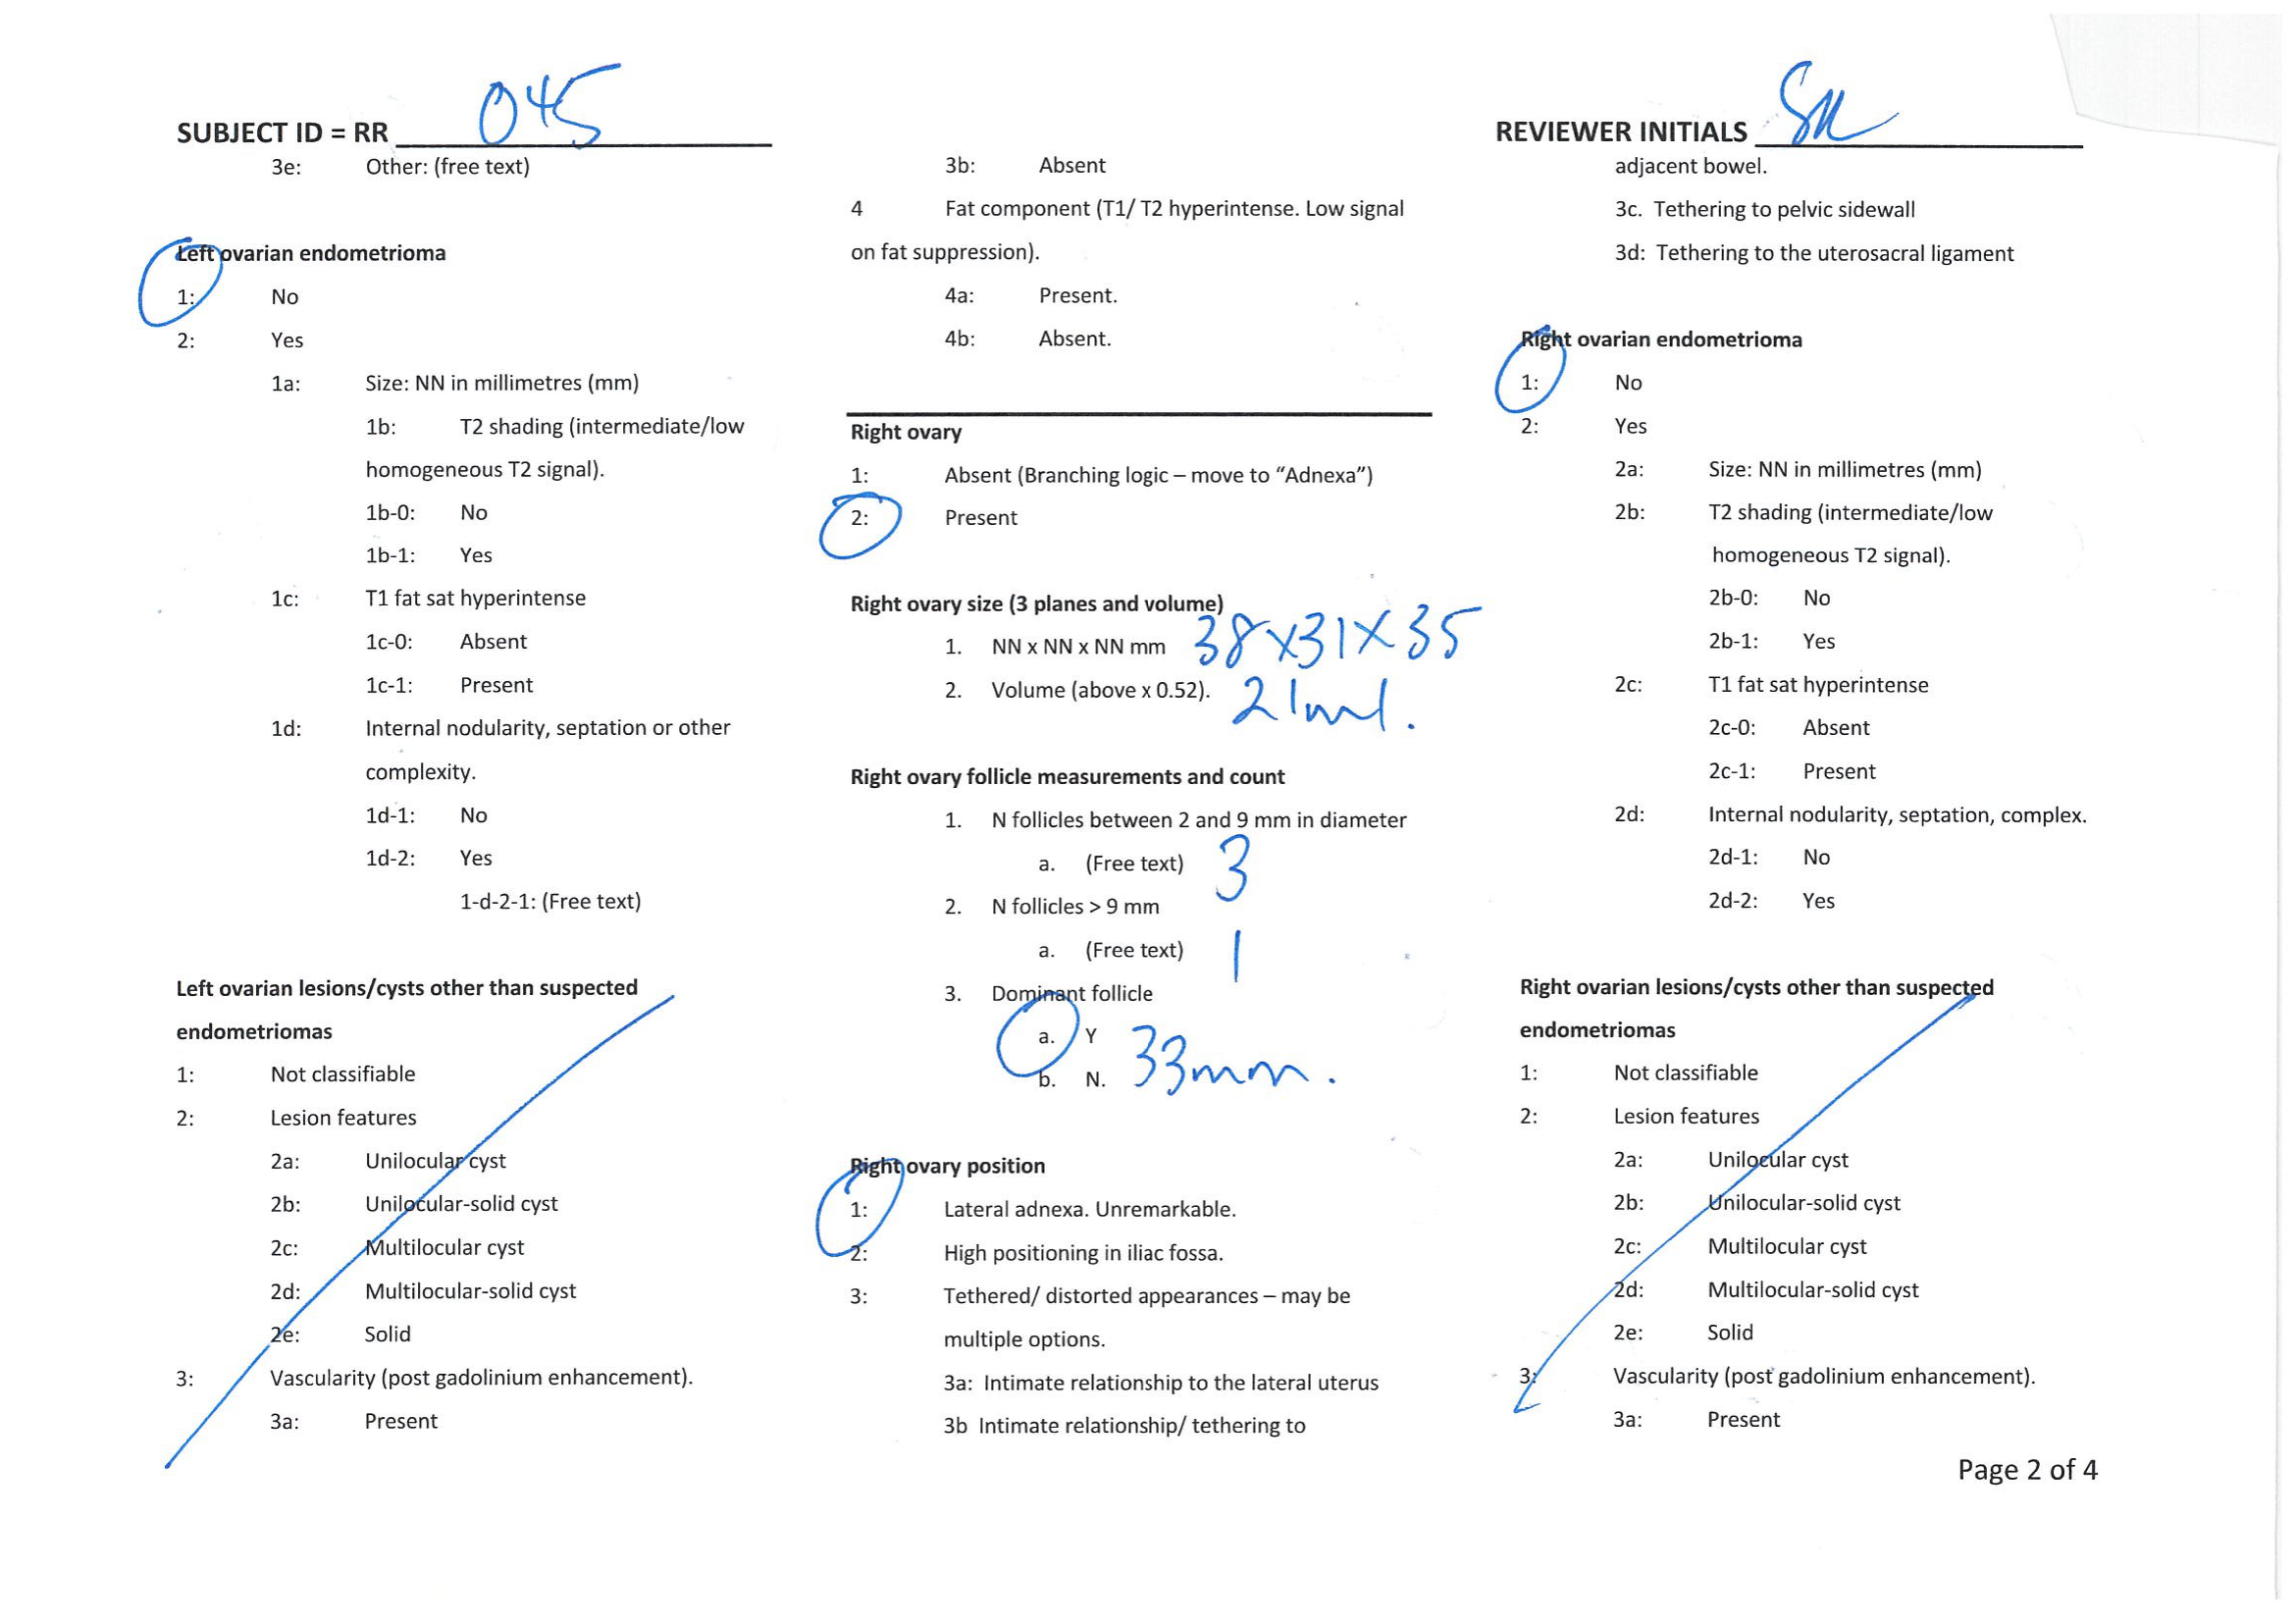 SUBJECT ID = RR 045
REVIEWER INITIALS
3e: Other: (free text)
Left ovarian endometrioma
1: No
2: Yes
1a: Size: NN in millimetres (mm)
1b: T2 shading (intermediate/low
homogeneous T2 signal).
1b-0: No
1b-1: Yes
1c: T1 fat sat hyperintense
1c-0: Absent
1c-1: Present
1d: Internal nodularity, septation or other
complexity.
1d-1: No
1d-2: Yes
1-d-2-1: (Free text)
Left ovarian lesions/cysts other than suspected
endometriomas
1: Not classifiable
2: Lesion features
2a: Unilocular cyst
2b: Unilocular-solid cyst
2c: Multilocular cyst
2d: Multilocular-solid cyst
2e: Solid
3: Vascularity (post gadolinium enhancement).
3a: Present
3b: Absent
4 Fat component (T1/ T2 hyperintense. Low signal
on fat suppression).
4a: Present.
4b: Absent.
Right ovary
1: Absent (Branching logic – move to “Adnexa”)
2: Present
Right ovary size (3 planes and volume)
1. NN x NN x NN mm 38x31x35
2. Volume (above x 0.52). 21ml.
Right ovary follicle measurements and count
1. N follicles between 2 and 9 mm in diameter
a. (Free text) 3
2. N follicles > 9 mm
a. (Free text) 1
3. Dominant follicle
a. Y
b. N. 33mm.
Right ovary position
1: Lateral adnexa. Unremarkable.
2: High positioning in iliac fossa.
3: Tethered/ distorted appearances – may be
multiple options.
3a: Intimate relationship to the lateral uterus
3b Intimate relationship/ tethering to
adjacent bowel.
3c. Tethering to pelvic sidewall
3d: Tethering to the uterosacral ligament
Right ovarian endometrioma
1: No
2: Yes
2a: Size: NN in millimetres (mm)
2b: T2 shading (intermediate/low
homogeneous T2 signal).
2b-0: No
2b-1: Yes
2c: T1 fat sat hyperintense
2c-0: Absent
2c-1: Present
2d: Internal nodularity, septation, complex.
2d-1: No
2d-2: Yes
Right ovarian lesions/cysts other than suspected
endometriomas
1: Not classifiable
2: Lesion features
2a: Unilocular cyst
2b: Unilocular-solid cyst
2c: Multilocular cyst
2d: Multilocular-solid cyst
2e: Solid
3: Vascularity (post gadolinium enhancement).
3a: Present
Page 2 of 4